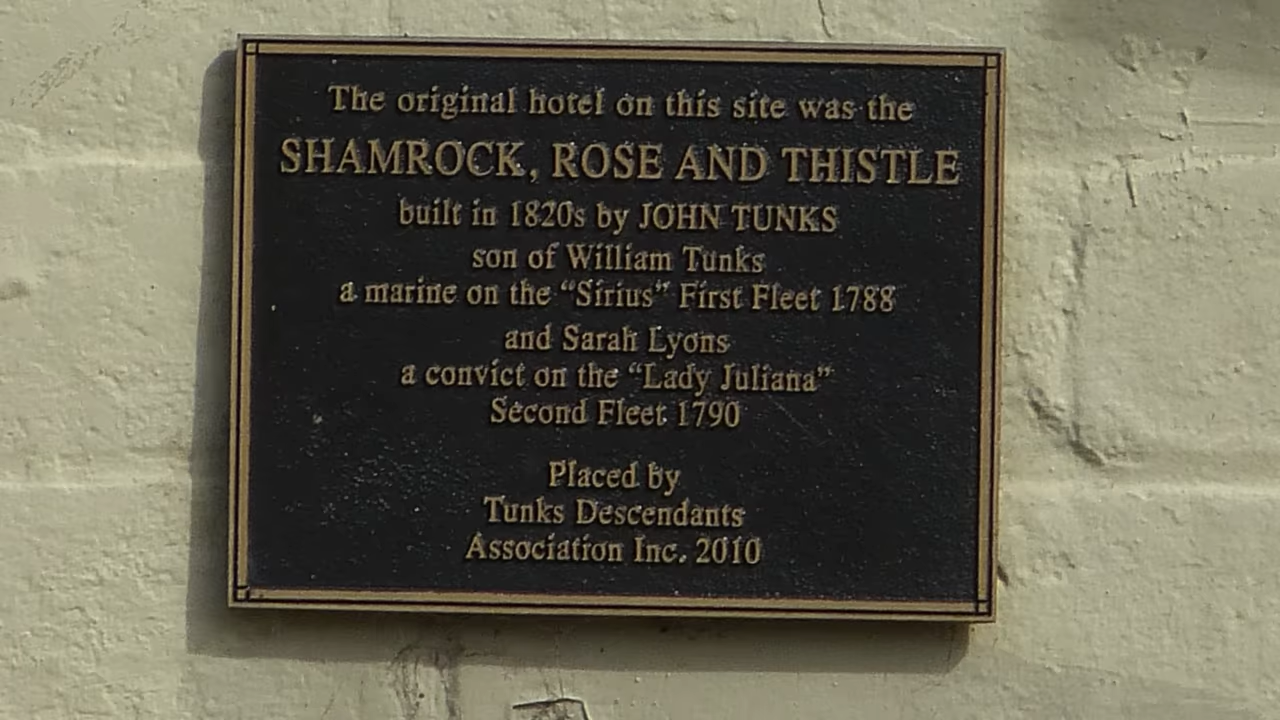 The original hotel on this site was the
SHAMROCK, ROSE AND THISTLE
built in 1820s by JOHN TUNKS
son of William Tunks
a marine on the "Sirius" First Fleet 1788
and Sarah Lyons
a convict on the "Lady Juliana"
Second Fleet 1790
Placed by
Tunks Descendants
Association Inc. 2010